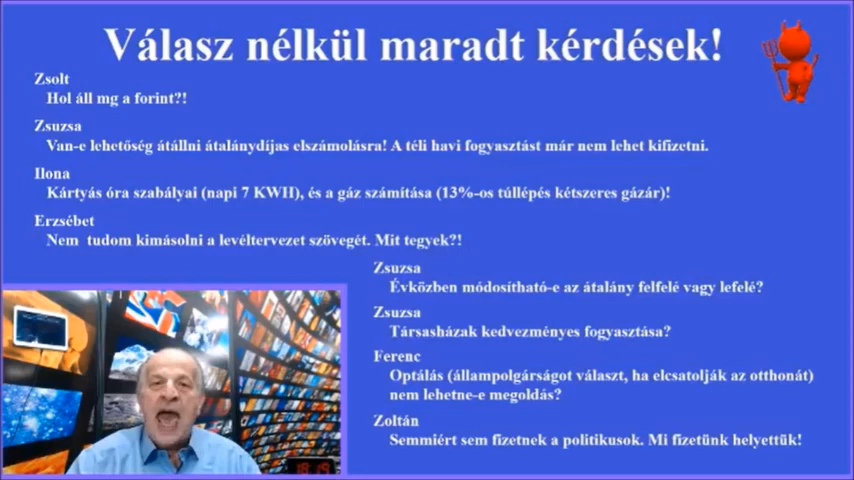 Válasz nélkül maradt kérdések!
Zsolt
Hol áll mg a forint?!
Zsuzsa
Van-e lehetőség átállni átalánydíjas elszámolásra! A téli havi fogyasztást már nem lehet kifizetni.
Ilona
Kártyás óra szabályai (napi 7 KWH), és a gáz számítása (13%-os túllépés kétszeres gázár)!
Erzsébet
Nem tudom kimásolni a levéltervezet szövegét. Mit tegyek?!
Zsuzsa
Évközben módosítható-e az átalány felfelé vagy lefelé?
Zsuzsa
Társasházak kedvezményes fogyasztása?
Ferenc
Optálás (állampolgárságot választ, ha elcsatolják az otthonát)
nem lehetne-e megoldás?
Zoltán
Semmiért sem fizetnek a politikusok. Mi fizetünk helyettük!
18:19